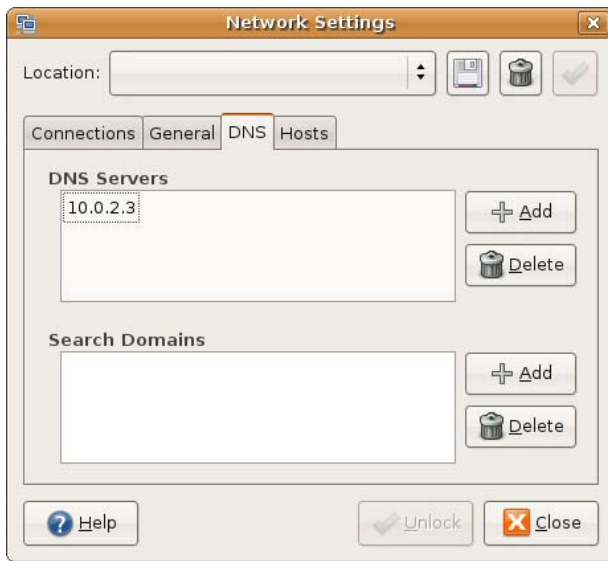 Network Settings
Location:
Connections General DNS Hosts
DNS Servers
10.0.2.3
Add
Delete
Search Domains
Add
Delete
Help
Unlock
Close